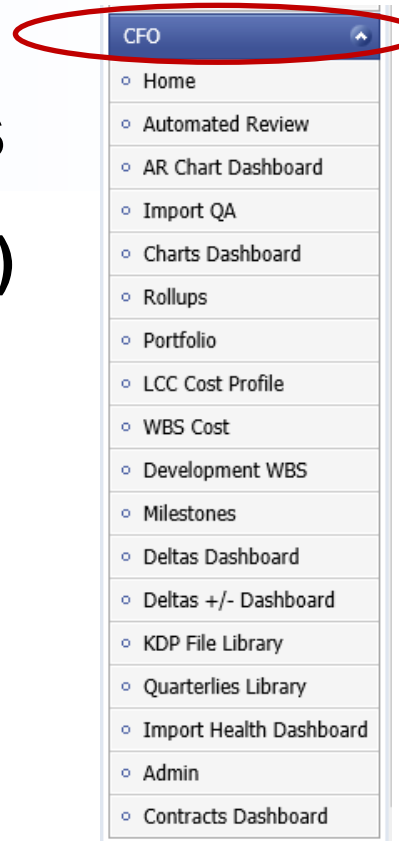 CFO
Home
s
Automated Review
AR Chart Dashboard
Import QA
)
Charts Dashboard
Rollups
Portfolio
LCC Cost Profile
WBS Cost
Development WBS
Milestones
Deltas Dashboard
Deltas +/- Dashboard
KDP File Library
Quarterlies Library
Import Health Dashboard
Admin
Contracts Dashboard